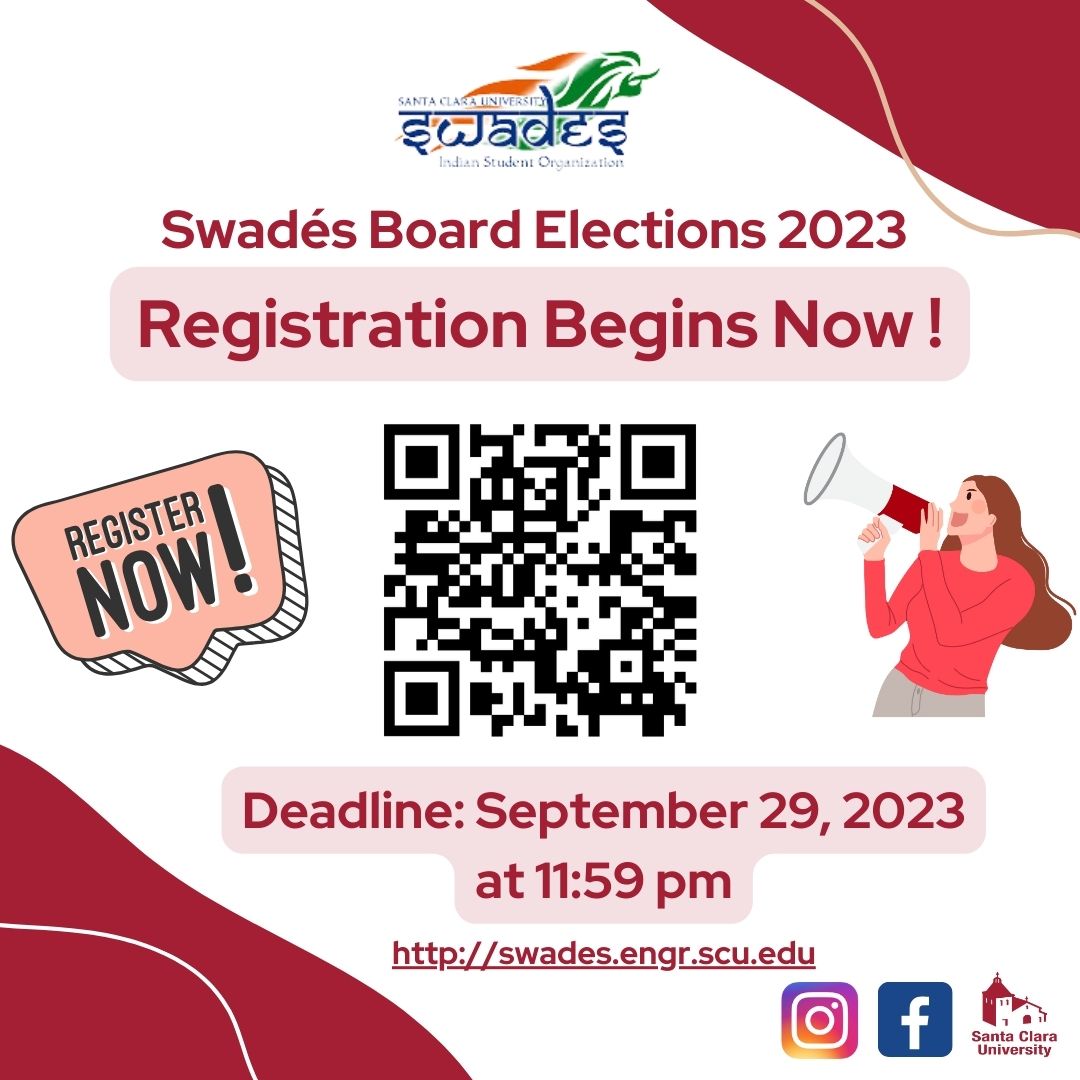 SANTA CLARA UNIVERSITY
swades
Indian Student Organization
Swadés Board Elections 2023
Registration Begins Now !
REGISTER
NOW!
Deadline: September 29, 2023
at 11:59 pm
http://swades.engr.scu.edu
Santa Clara
University